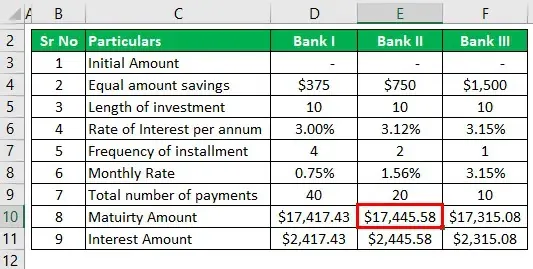 A B C D E F
2 Sr No Particulars Bank I Bank II Bank III
3 1 Initial Amount - - -
4 2 Equal amount savings $375 $750 $1,500
5 3 Length of investment 10 10 10
6 4 Rate of Interest per annum 3.00% 3.12% 3.15%
7 5 Frequency of installment 4 2 1
8 6 Monthly Rate 0.75% 1.56% 3.15%
9 7 Total number of payments 40 20 10
10 8 Matuirty Amount $17,417.43 $17,445.58 $17,315.08
11 9 Interest Amount $2,417.43 $2,445.58 $2,315.08
12